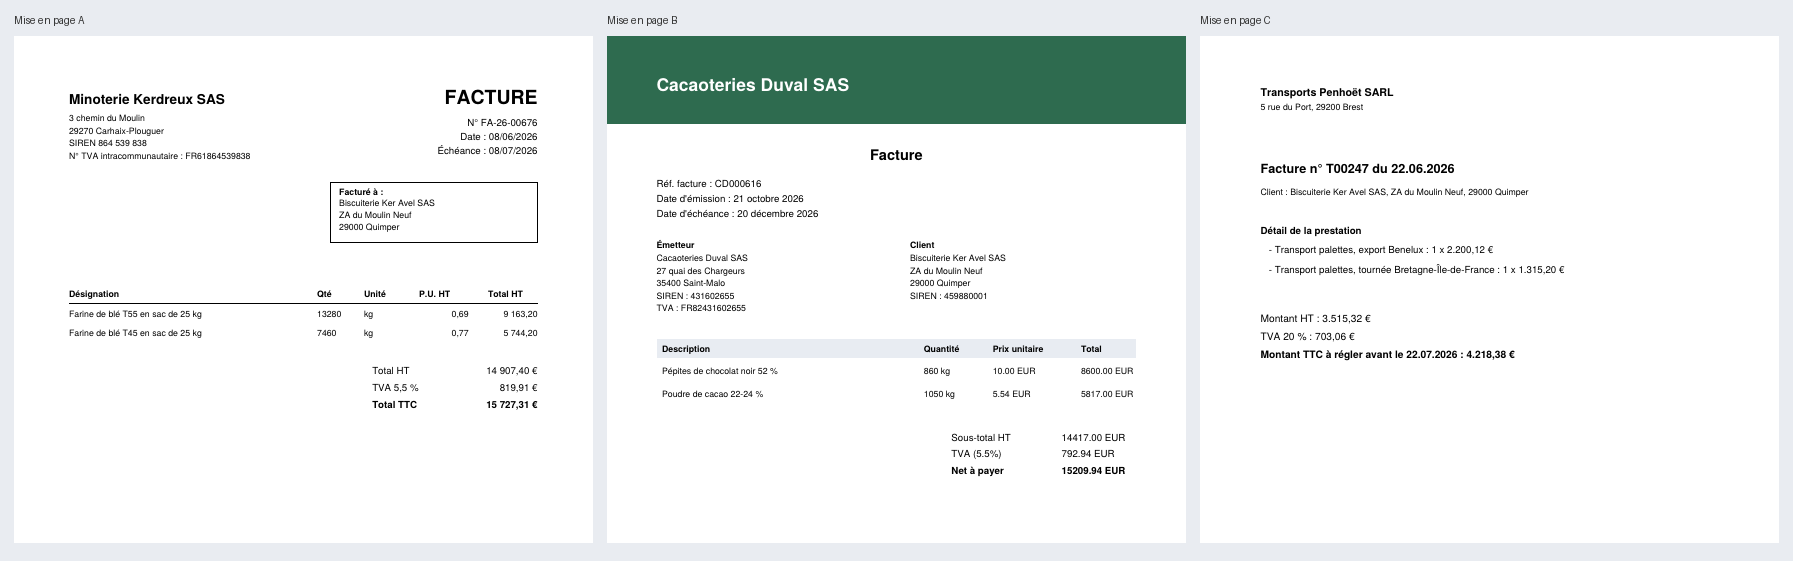 Mise en page A
Minoterie Kerdreux SAS
3 chemin du Moulin
29270 Carhaix-Plouguer
SIREN 864 539 838
N° TVA intracommunautaire : FR61864539838
FACTURE
N° FA-26-00676
Date : 08/06/2026
Échéance : 08/07/2026
Facturé à :
Biscuiterie Ker Avel SAS
ZA du Moulin Neuf
29000 Quimper
Désignation Qté Unité P.U. HT Total HT
Farine de blé T55 en sac de 25 kg 13280 kg 0,69 9 163,20
Farine de blé T45 en sac de 25 kg 7460 kg 0,77 5 744,20
Total HT 14 907,40 €
TVA 5,5 % 819,91 €
Total TTC 15 727,31 €
Mise en page B
Cacaoteries Duval SAS
Facture
Réf. facture : CD000616
Date d'émission : 21 octobre 2026
Date d'échéance : 20 décembre 2026
Émetteur
Cacaoteries Duval SAS
27 quai des Chargeurs
35400 Saint-Malo
SIREN : 431602655
TVA : FR82431602655
Client
Biscuiterie Ker Avel SAS
ZA du Moulin Neuf
29000 Quimper
SIREN : 459880001
Description Quantité Prix unitaire Total
Pépites de chocolat noir 52 % 860 kg 10.00 EUR 8600.00 EUR
Poudre de cacao 22-24 % 1050 kg 5.54 EUR 5817.00 EUR
Sous-total HT 14417.00 EUR
TVA (5.5%) 792.94 EUR
Net à payer 15209.94 EUR
Mise en page C
Transports Penhoët SARL
5 rue du Port, 29200 Brest
Facture n° T00247 du 22.06.2026
Client : Biscuiterie Ker Avel SAS, ZA du Moulin Neuf, 29000 Quimper
Détail de la prestation
- Transport palettes, export Benelux : 1 x 2.200,12 €
- Transport palettes, tournée Bretagne-Île-de-France : 1 x 1.315,20 €
Montant HT : 3.515,32 €
TVA 20 % : 703,06 €
Montant TTC à régler avant le 22.07.2026 : 4.218,38 €